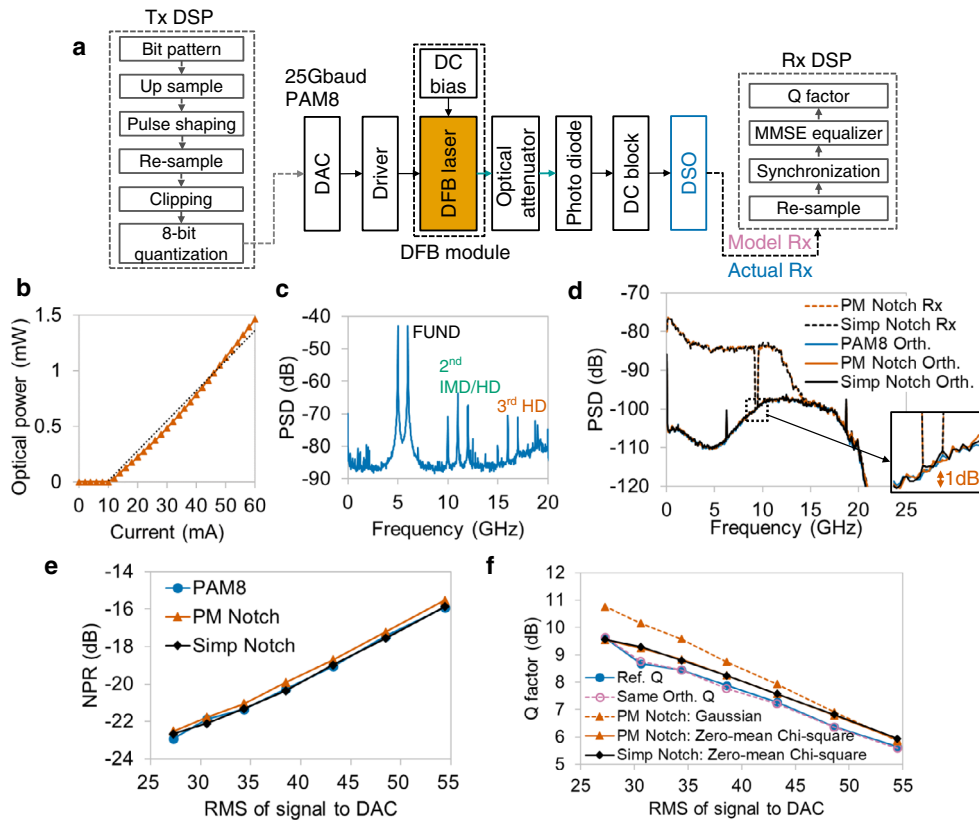 a
Tx DSP
Bit pattern
Up sample
Pulse shaping
Re-sample
Clipping
8-bit
quantization
25Gbaud
PAM8
DAC
Driver
DC
bias
DFB laser
DFB module
Optical
attenuator
Photo diode
DC block
DSO
Rx DSP
Q factor
MMSE equalizer
Synchronization
Re-sample
Model Rx
Actual Rx
b
Optical power (mW)
1.5
1
0.5
0
0 10 20 30 40 50 60
Current (mA)
c
PSD (dB)
-40
-50
-60
-70
-80
-90
FUND
2nd
IMD/HD
3rd HD
0 5 10 15 20
Frequency (GHz)
d
PSD (dB)
-70
-80
-90
-100
-110
-120
PM Notch Rx
Simp Notch Rx
PAM8 Orth.
PM Notch Orth.
Simp Notch Orth.
1dB
0 5 10 15 20 25
Frequency (GHz)
e
NPR (dB)
-14
-16
-18
-20
-22
-24
PAM8
PM Notch
Simp Notch
25 30 35 40 45 50 55
RMS of signal to DAC
f
Q factor (dB)
12
11
10
9
8
7
6
5
Ref. Q
Same Orth. Q
PM Notch: Gaussian
PM Notch: Zero-mean Chi-square
Simp Notch: Zero-mean Chi-square
25 30 35 40 45 50 55
RMS of signal to DAC